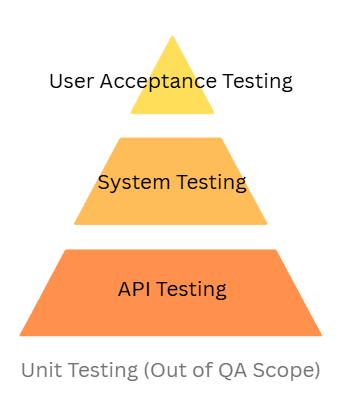 User Acceptance Testing
System Testing
API Testing
Unit Testing (Out of QA Scope)